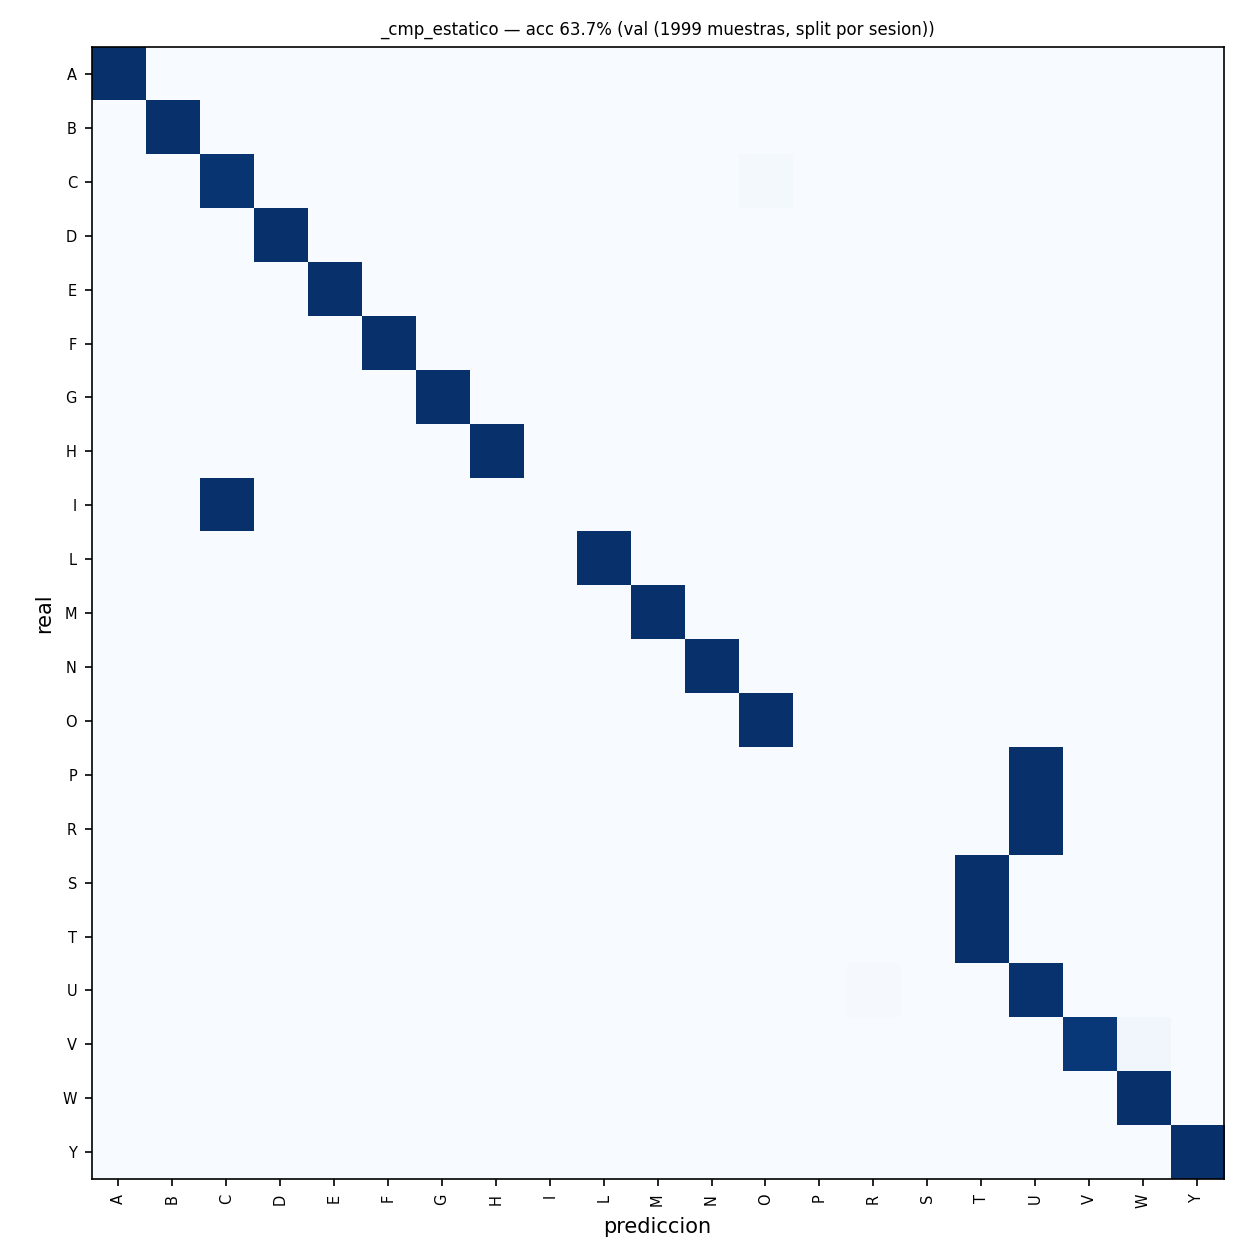 _cmp_estatico — acc 63.7% (val (1999 muestras, split por sesion))
A
B
C
D
E
F
G
H
I
L
M
N
O
P
R
S
T
U
V
W
Y
real
A B C D E F G H I L M N O P R S T U V W Y
prediccion